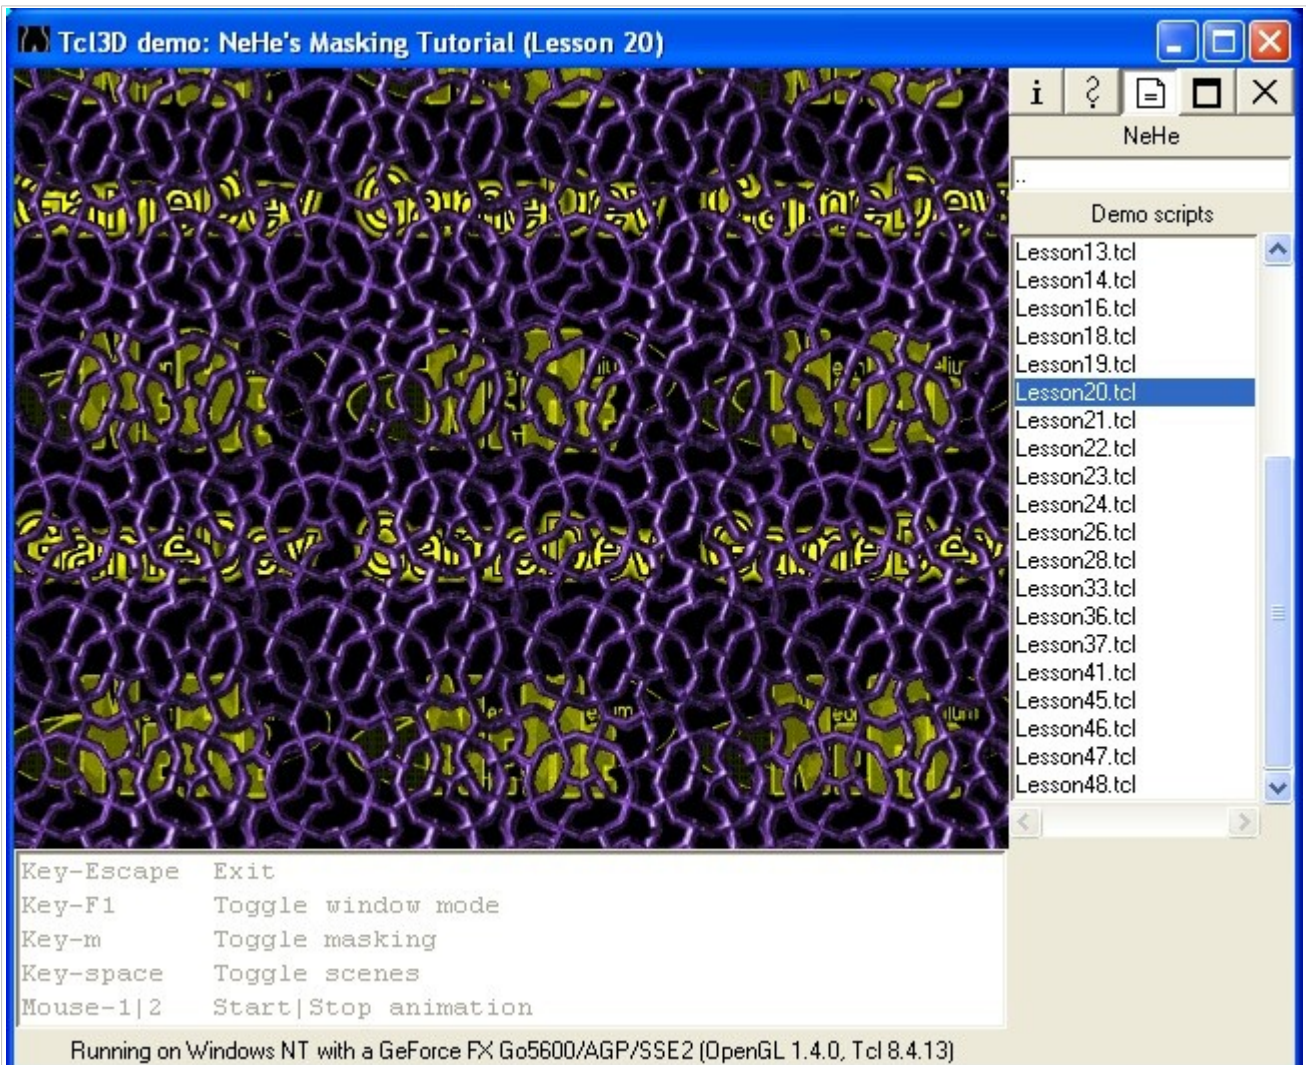 Tcl3D demo: NeHe's Masking Tutorial (Lesson 20)
i ?
NeHe
..
Demo scripts
Lesson13.tcl
Lesson14.tcl
Lesson16.tcl
Lesson18.tcl
Lesson19.tcl
Lesson20.tcl
Lesson21.tcl
Lesson22.tcl
Lesson23.tcl
Lesson24.tcl
Lesson26.tcl
Lesson28.tcl
Lesson33.tcl
Lesson36.tcl
Lesson37.tcl
Lesson41.tcl
Lesson45.tcl
Lesson46.tcl
Lesson47.tcl
Lesson48.tcl
Key-Escape Exit
Key-F1 Toggle window mode
Key-m Toggle masking
Key-space Toggle scenes
Mouse-1|2 Start|Stop animation
Running on Windows NT with a GeForce FX Go5600/AGP/SSE2 (OpenGL 1.4.0, Tcl 8.4.13)